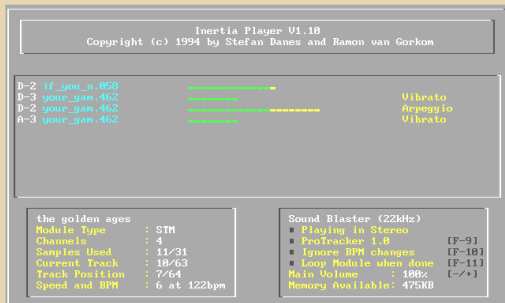 Inertia Player V1.10
Copyright (c) 1994 by Stefan Danes and Ramon van Gorkom
D-2 if_you_n.058
D-3 your_gam.462 Vibrato
D-2 your_gam.462 Arpeggio
A-3 your_gam.462 Vibrato
the golden ages
Module Type : STM
Channels : 4
Samples Used : 11/31
Current Track : 10/63
Track Position : 7/64
Speed and BPM : 6 at 122bpm
Sound Blaster (22kHz)
Playing in Stereo
ProTracker 1.0 [F-9]
Ignore BPM changes [F-10]
Loop Module when done [F-11]
Main Volume : 100% [-/+]
Memory Available: 475KB